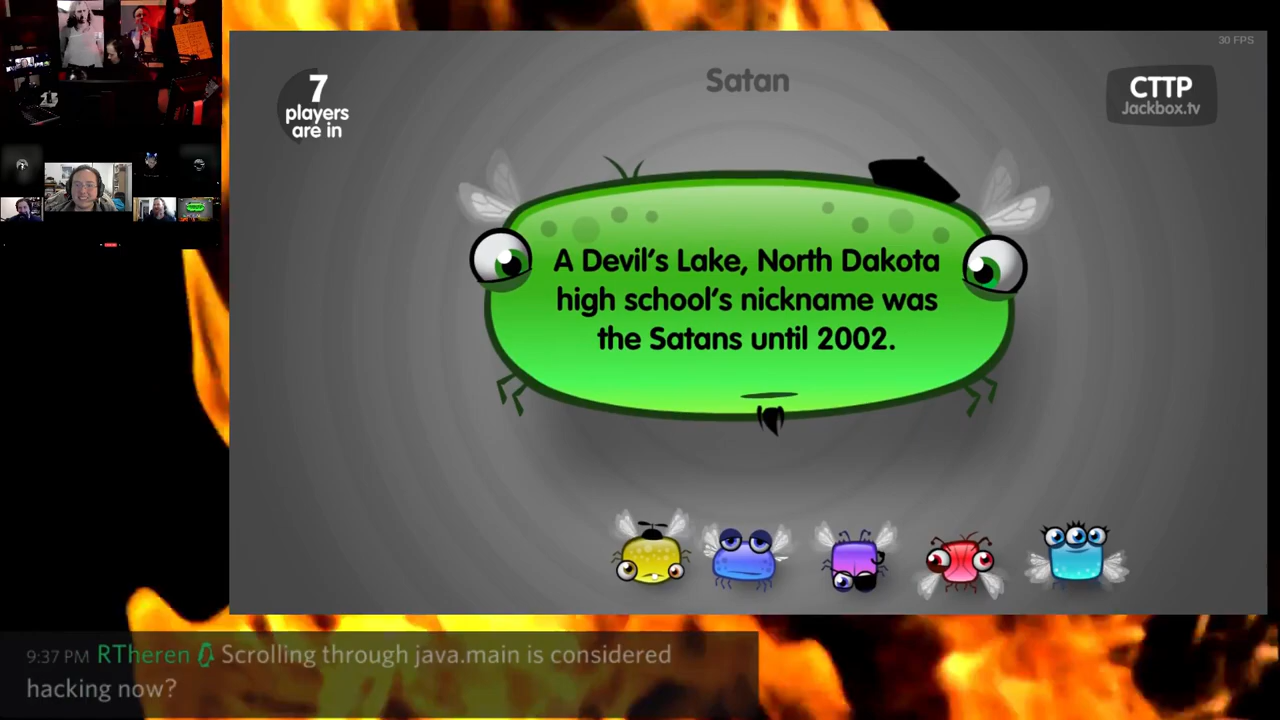 30 FPS
7
players
are in
Satan
CTTP
Jackbox.tv
A Devil's Lake, North Dakota
high school's nickname was
the Satans until 2002.
9:37 PM RTheren Scrolling through java.main is considered
hacking now?